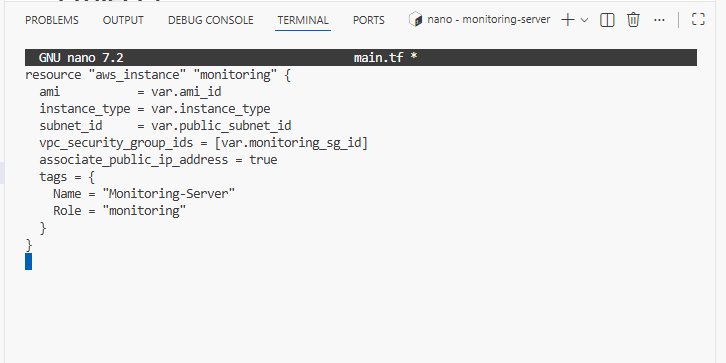 PROBLEMS OUTPUT DEBUG CONSOLE TERMINAL PORTS nano - monitoring-server
GNU nano 7.2 main.tf *
resource "aws_instance" "monitoring" {
  ami           = var.ami_id
  instance_type = var.instance_type
  subnet_id     = var.public_subnet_id
  vpc_security_group_ids = [var.monitoring_sg_id]
  associate_public_ip_address = true
  tags = {
    Name = "Monitoring-Server"
    Role = "monitoring"
  }
}